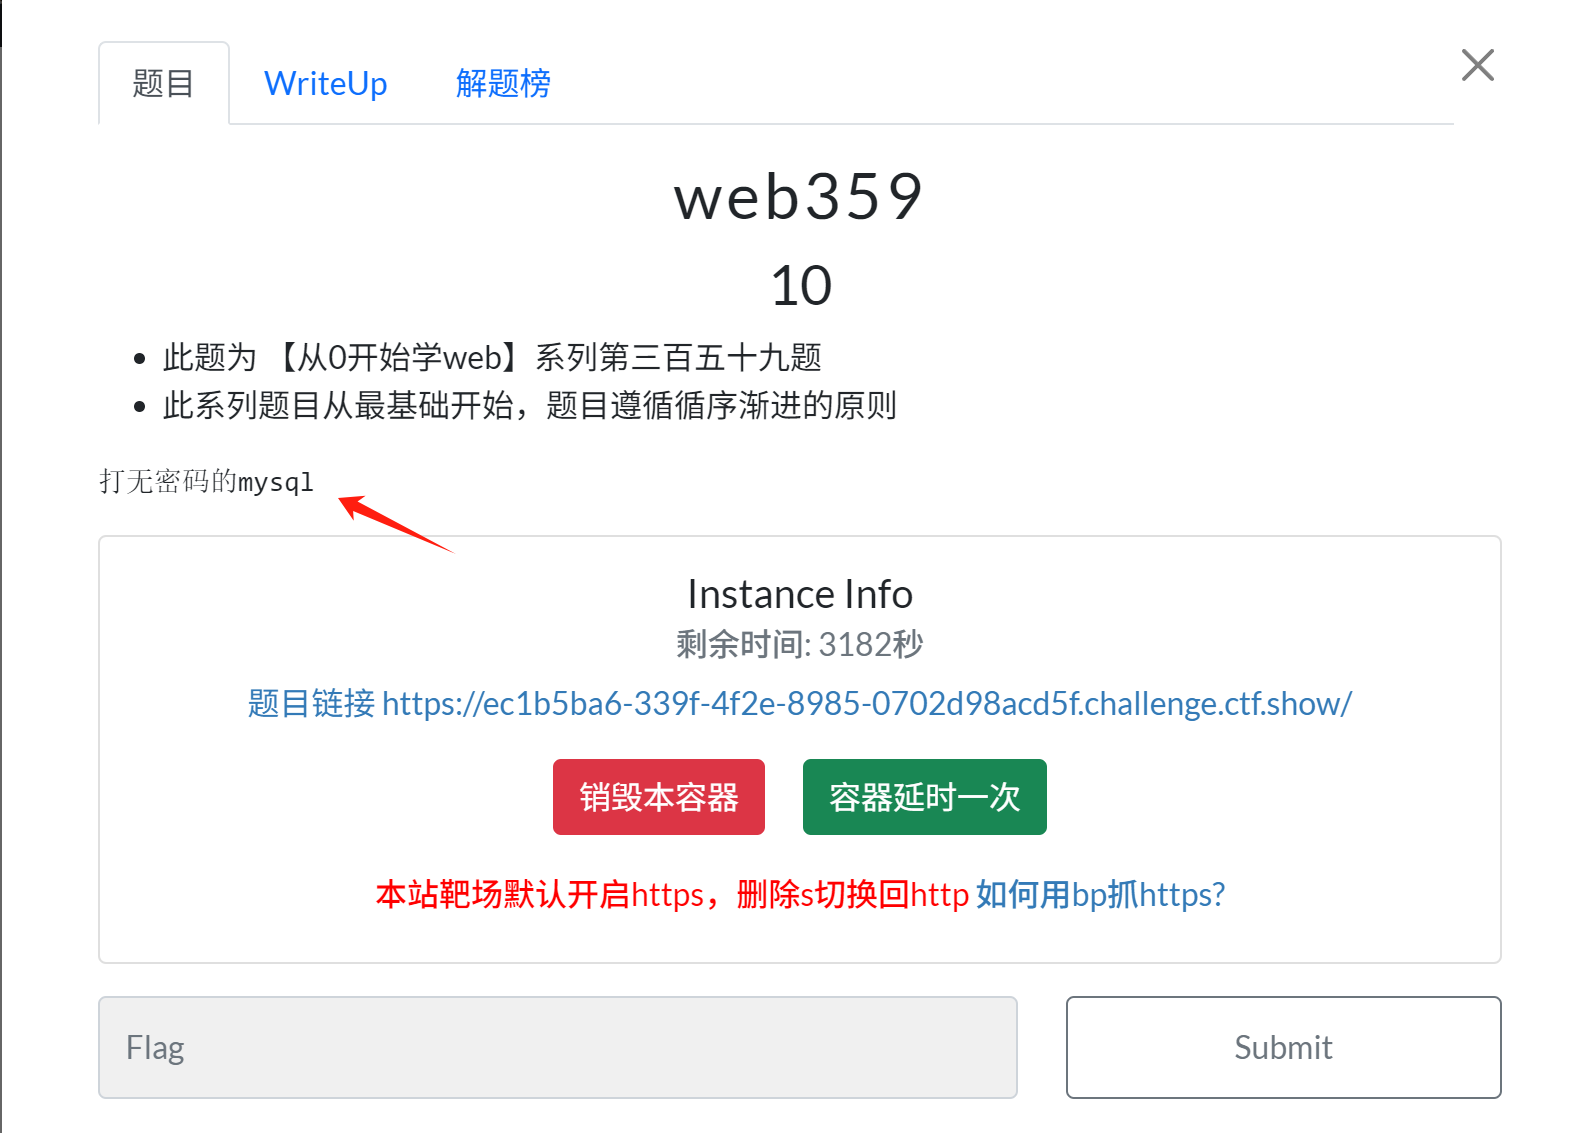 题目 WriteUp 解题榜
web359
10
此题为 【从0开始学web】系列第三百五十九题
此系列题目从最基础开始，题目遵循循序渐进的原则
打无密码的mysql
Instance Info
剩余时间: 3182秒
题目链接 https://ec1b5ba6-339f-4f2e-8985-0702d98acd5f.challenge.ctf.show/
销毁本容器 容器延时一次
本站靶场默认开启https，删除s切换回http 如何用bp抓https?
Flag Submit